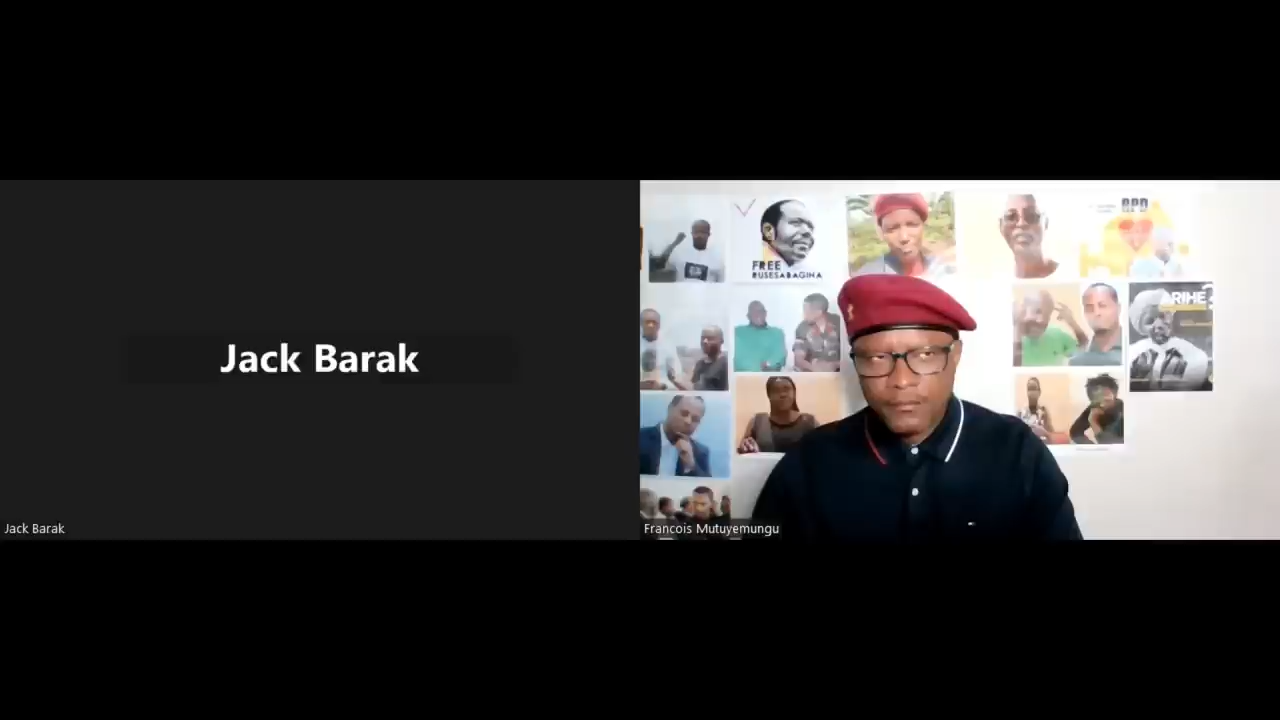 Jack Barak
Jack Barak
FREE
RUSESABAGINA
RPD
ARIHE?
Francois Mutuyemungu